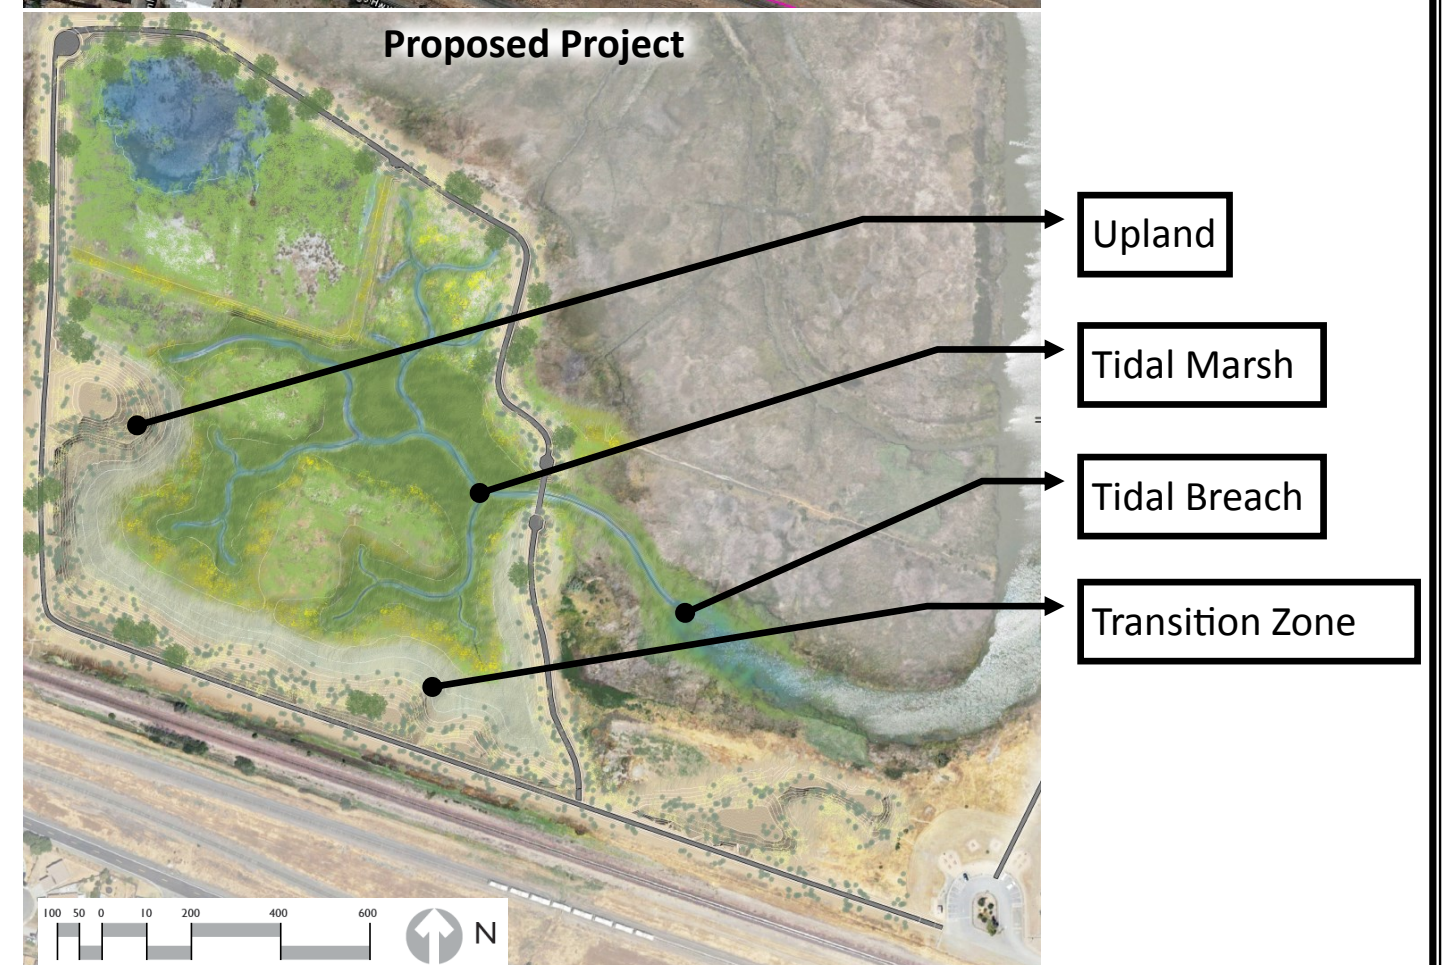 Proposed Project
Upland
Tidal Marsh
Tidal Breach
Transition Zone
100 50 0 10 200 400 600
N